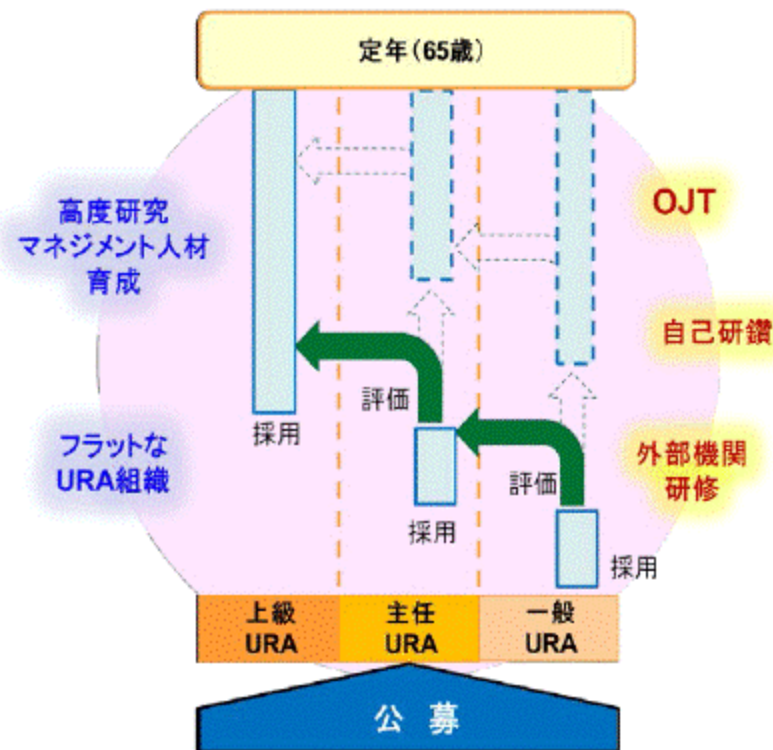 定年（65歳）
高度研究
マネジメント人材
育成
OJT
自己研鑽
評価
採用
フラットな
URA組織
外部機関
研修
評価
採用
採用
上級
URA
主任
URA
一般
URA
公 募